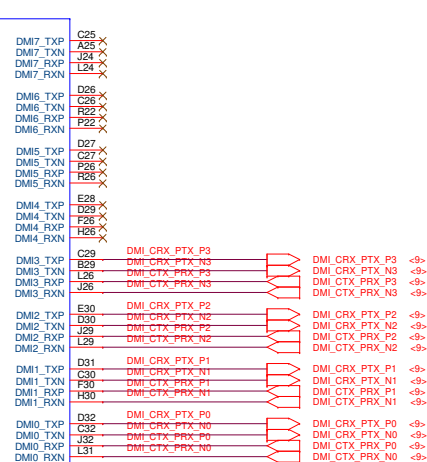 DMI7_TXP C25
DMI7_TXN A25
DMI7_RXP J24
DMI7_RXN L24
DMI6_TXP D26
DMI6_TXN C26
DMI6_RXP R22
DMI6_RXN P22
DMI5_TXP D27
DMI5_TXN C27
DMI5_RXP P26
DMI5_RXN R26
DMI4_TXP E28
DMI4_TXN D29
DMI4_RXP F26
DMI4_RXN H26
DMI3_TXP C29 DMI_CRX_PTX_P3 DMI_CRX_PTX_P3 <9>
DMI3_TXN B29 DMI_CRX_PTX_N3 DMI_CRX_PTX_N3 <9>
DMI3_RXP L26 DMI_CTX_PRX_P3 DMI_CTX_PRX_P3 <9>
DMI3_RXN J26 DMI_CTX_PRX_N3 DMI_CTX_PRX_N3 <9>
DMI2_TXP E30 DMI_CRX_PTX_P2 DMI_CRX_PTX_P2 <9>
DMI2_TXN D30 DMI_CRX_PTX_N2 DMI_CRX_PTX_N2 <9>
DMI2_RXP J29 DMI_CTX_PRX_P2 DMI_CTX_PRX_P2 <9>
DMI2_RXN L29 DMI_CTX_PRX_N2 DMI_CTX_PRX_N2 <9>
DMI1_TXP D31 DMI_CRX_PTX_P1 DMI_CRX_PTX_P1 <9>
DMI1_TXN C30 DMI_CRX_PTX_N1 DMI_CRX_PTX_N1 <9>
DMI1_RXP F30 DMI_CTX_PRX_P1 DMI_CTX_PRX_P1 <9>
DMI1_RXN H30 DMI_CTX_PRX_N1 DMI_CTX_PRX_N1 <9>
DMI0_TXP D32 DMI_CRX_PTX_P0 DMI_CRX_PTX_P0 <9>
DMI0_TXN C32 DMI_CRX_PTX_N0 DMI_CRX_PTX_N0 <9>
DMI0_RXP J32 DMI_CTX_PRX_P0 DMI_CTX_PRX_P0 <9>
DMI0_RXN L31 DMI_CTX_PRX_N0 DMI_CTX_PRX_N0 <9>